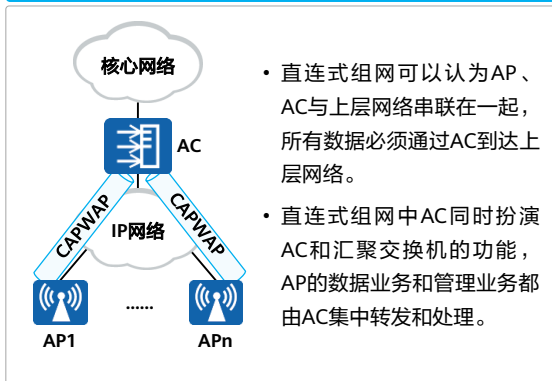 核心网络
AC
CAPWAP
CAPWAP
IP网络
......
AP1
APn
• 直连式组网可以认为AP、
AC与上层网络串联在一起，
所有数据必须通过AC到达上
层网络。
• 直连式组网中AC同时扮演
AC和汇聚交换机的功能，
AP的数据业务和管理业务都
由AC集中转发和处理。